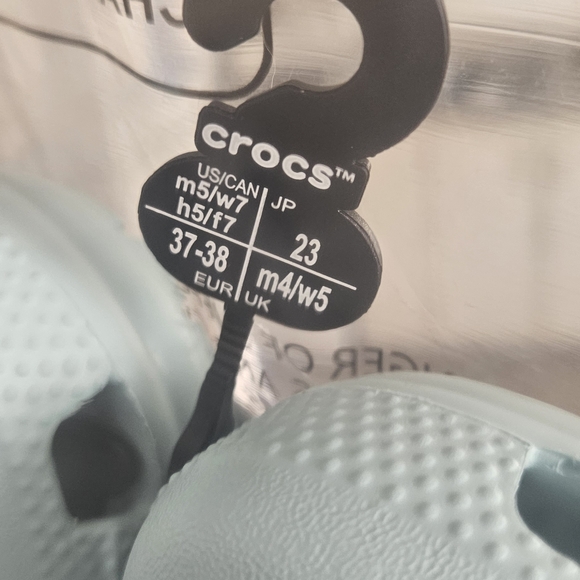 crocs™
US/CAN
m5/w7
h5/f7
JP
23
37-38
EUR
m4/w5
UK